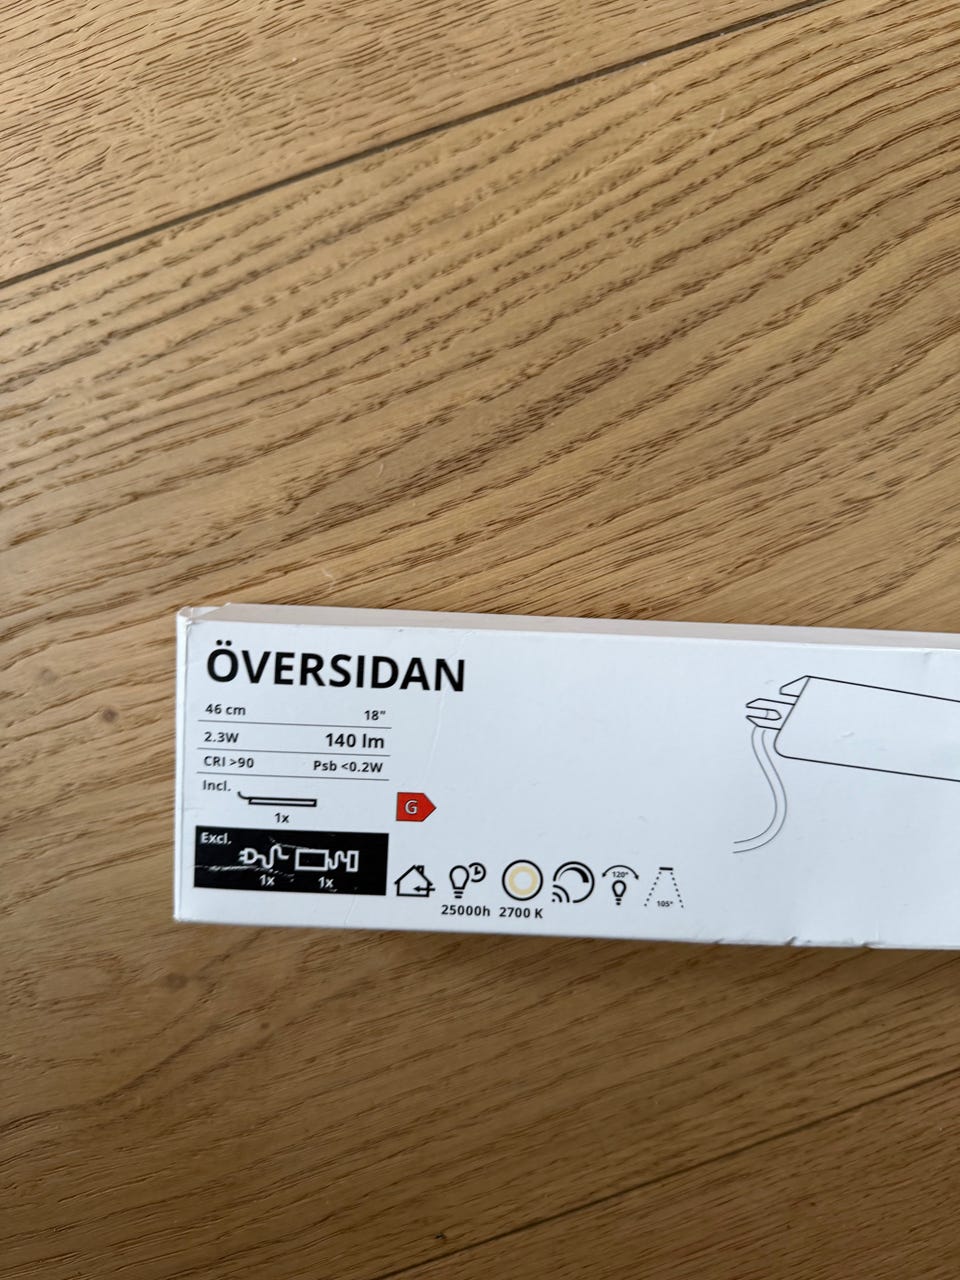 ÖVERSIDAN
46 cm 18"
2.3W 140 lm
CRI >90 Psb <0.2W
Incl.
1x
G
Excl.
1x 1x
120°
105°
25000h 2700 K